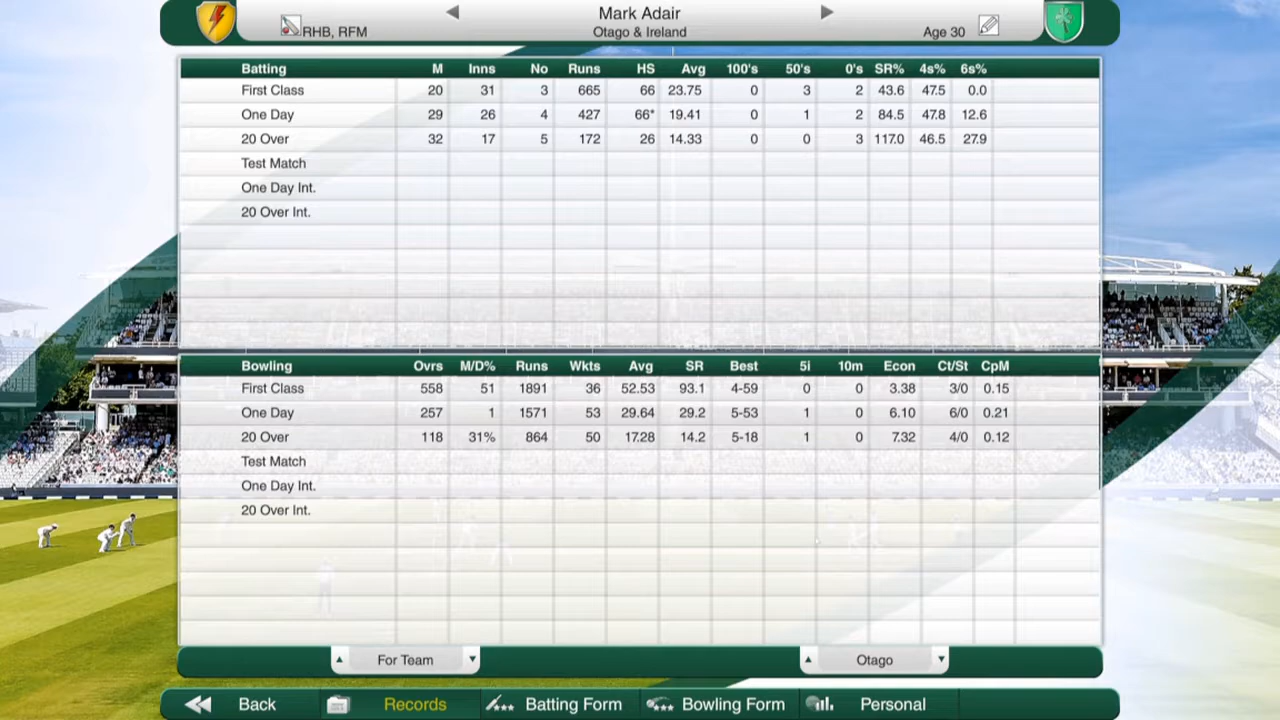 Mark Adair
RHB, RFM Otago & Ireland Age 30
Batting M Inns No Runs HS Avg 100's 50's 0's SR% 4s% 6s%
First Class 20 31 3 665 66 23.75 0 3 2 43.6 47.5 0.0
One Day 29 26 4 427 66* 19.41 0 1 2 84.5 47.8 12.6
20 Over 32 17 5 172 26 14.33 0 0 3 117.0 46.5 27.9
Test Match
One Day Int.
20 Over Int.
Bowling Ovrs M/D% Runs Wkts Avg SR Best 5i 10m Econ Ct/St CpM
First Class 558 51 1891 36 52.53 93.1 4-59 0 0 3.38 3/0 0.15
One Day 257 1 1571 53 29.64 29.2 5-53 1 0 6.10 6/0 0.21
20 Over 118 31% 864 50 17.28 14.2 5-18 1 0 7.32 4/0 0.12
Test Match
One Day Int.
20 Over Int.
For Team Otago
Back Records Batting Form Bowling Form Personal